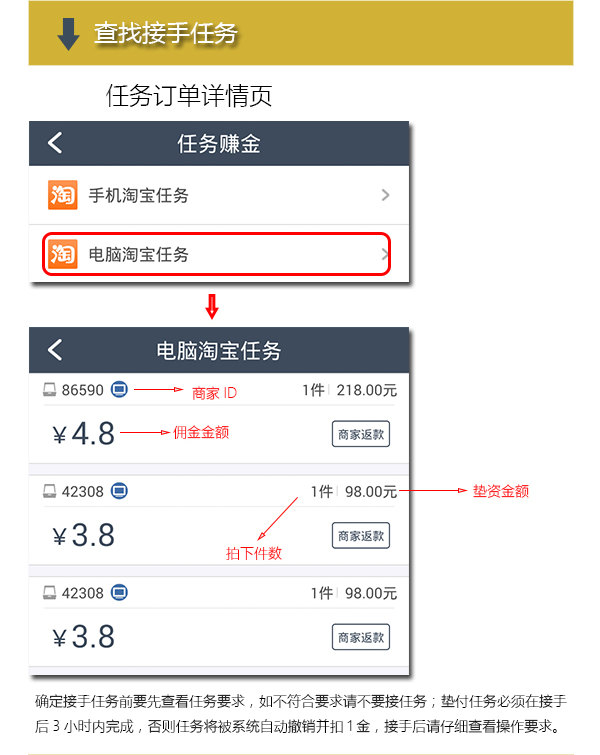 查找接手任务
任务订单详情页
任务赚金
淘 手机淘宝任务
淘 电脑淘宝任务
电脑淘宝任务
86590 商家 ID 1件 218.00元
¥4.8 佣金金额 商家返款
42308 1件 98.00元 垫资金额
¥3.8 商家返款
拍下件数
42308 1件 98.00元
¥3.8 商家返款
确定接手任务前要先查看任务要求，如不符合要求请不要接任务；垫付任务必须在接手
后 3 小时内完成，否则任务将被系统自动撤销并扣 1 金，接手后请仔细查看操作要求。